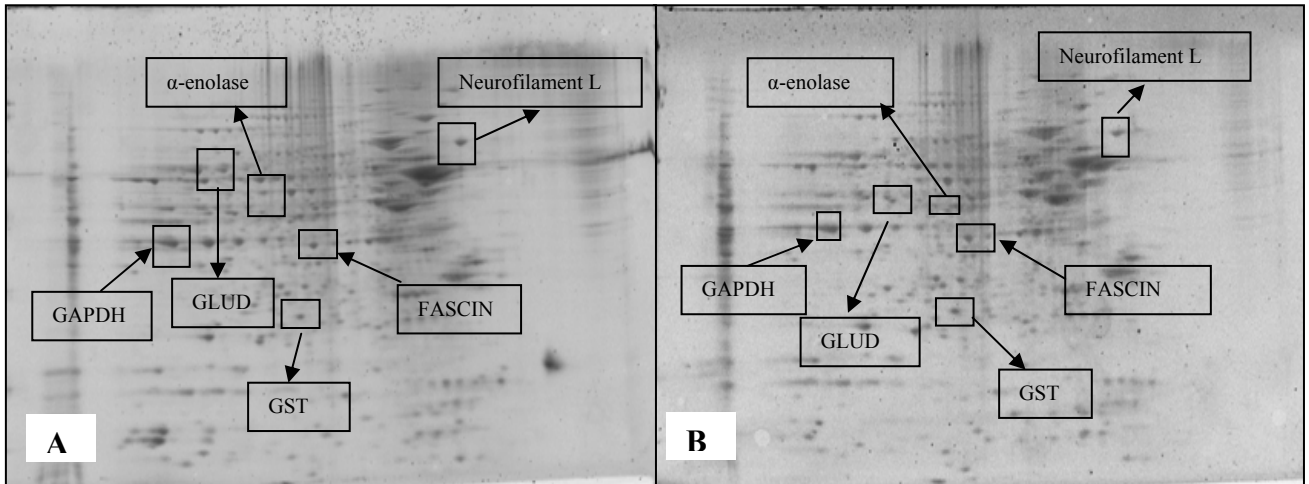 α-enolase
Neurofilament L
GAPDH
GLUD
FASCIN
GST
A
Neurofilament L
α-enolase
GAPDH
GLUD
FASCIN
GST
B